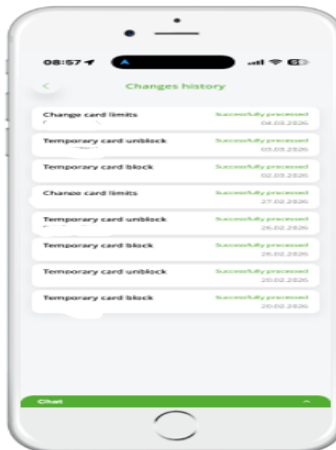 08:57
Changes history
Change card limits Successfully processed
04.03.2026
Temporary card unblock Successfully processed
03.03.2026
Temporary card block Successfully processed
02.03.2026
Change card limits Successfully processed
27.02.2026
Temporary card unblock Successfully processed
26.02.2026
Temporary card block Successfully processed
26.02.2026
Temporary card unblock Successfully processed
20.02.2026
Temporary card block Successfully processed
20.02.2026
Chat